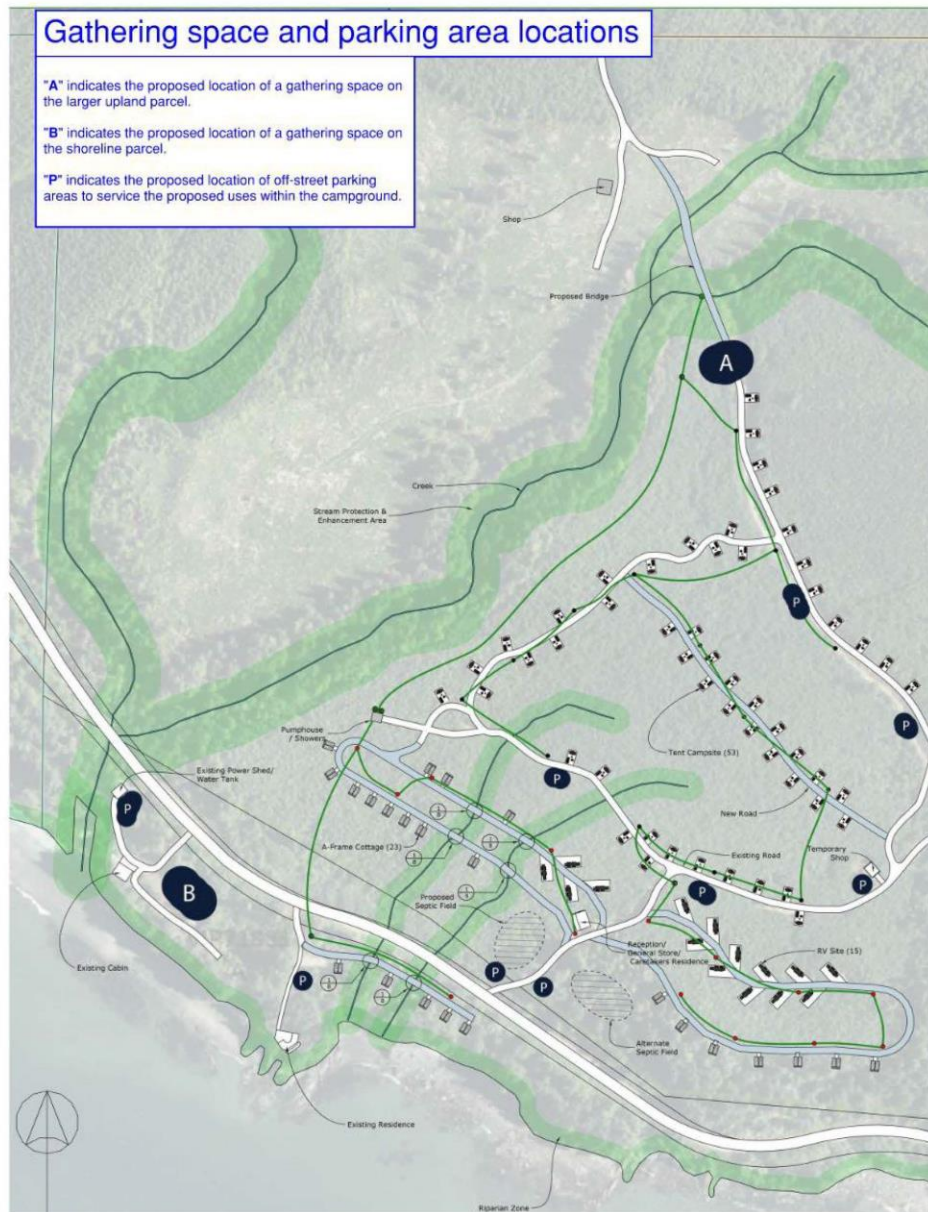 Gathering space and parking area locations
"A" indicates the proposed location of a gathering space on
the larger upland parcel.
"B" indicates the proposed location of a gathering space on
the shoreline parcel.
"P" indicates the proposed location of off-street parking
areas to service the proposed uses within the campground.
Shop
Proposed Bridge
A
Creek
Stream Protection &
Enhancement Area
P
P
Pumphouse
/ Showers
Tent Campsite (53)
P
Existing Power Shed/
Water Tank
P
New Road
A-Frame Cottage (23)
Existing Road
Temporary
Shop
B
P
P
Proposed
Septic Field
Reception/
General Store/
Caretakers Residence
RV Site (15)
Existing Cabin
P
P
P
Alternate
Septic Field
Existing Residence
Riparian Zone